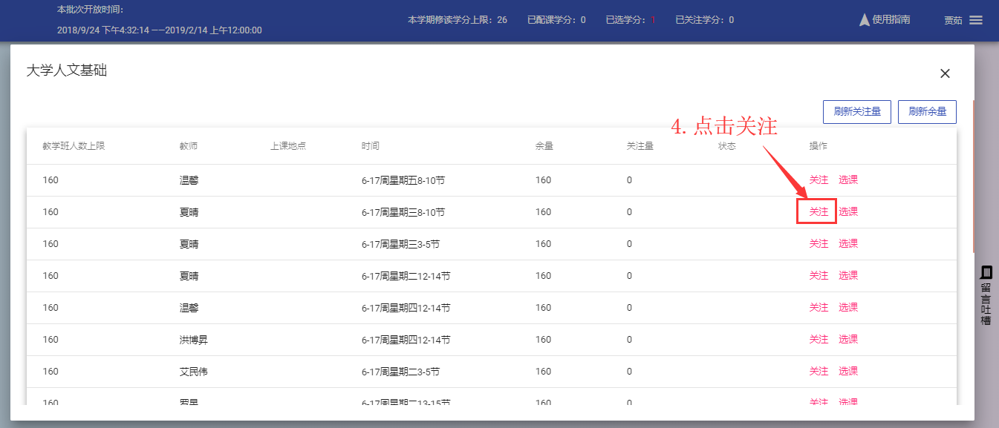 本批次开放时间：
2018/9/24 下午4:32:14 ——2019/2/14 上午12:00:00
本学期修读学分上限：26 已配课学分：0 已选学分：1 已关注学分：0
使用指南
贾茹
大学人文基础
刷新关注量 刷新余量
4. 点击关注
教学班人数上限 教师 上课地点 时间 余量 关注量 状态 操作
160 温馨 6-17周星期五8-10节 160 0 关注 选课
160 夏晴 6-17周星期三8-10节 160 0 关注 选课
160 夏晴 6-17周星期三3-5节 160 0 关注 选课
160 夏晴 6-17周星期二12-14节 160 0 关注 选课
160 温馨 6-17周星期四12-14节 160 0 关注 选课
160 洪博昇 6-17周星期四12-14节 160 0 关注 选课
160 艾民伟 6-17周星期二3-5节 160 0 关注 选课
160 6-17周星期二13-15节 160 0 关注 选课
留言吐槽